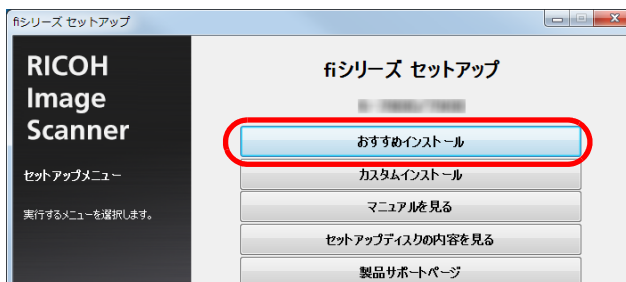 fiシリーズ セットアップ
RICOH
Image
Scanner
セットアップメニュー
実行するメニューを選択します。
fiシリーズ セットアップ
おすすめインストール
カスタムインストール
マニュアルを見る
セットアップディスクの内容を見る
製品サポートページ